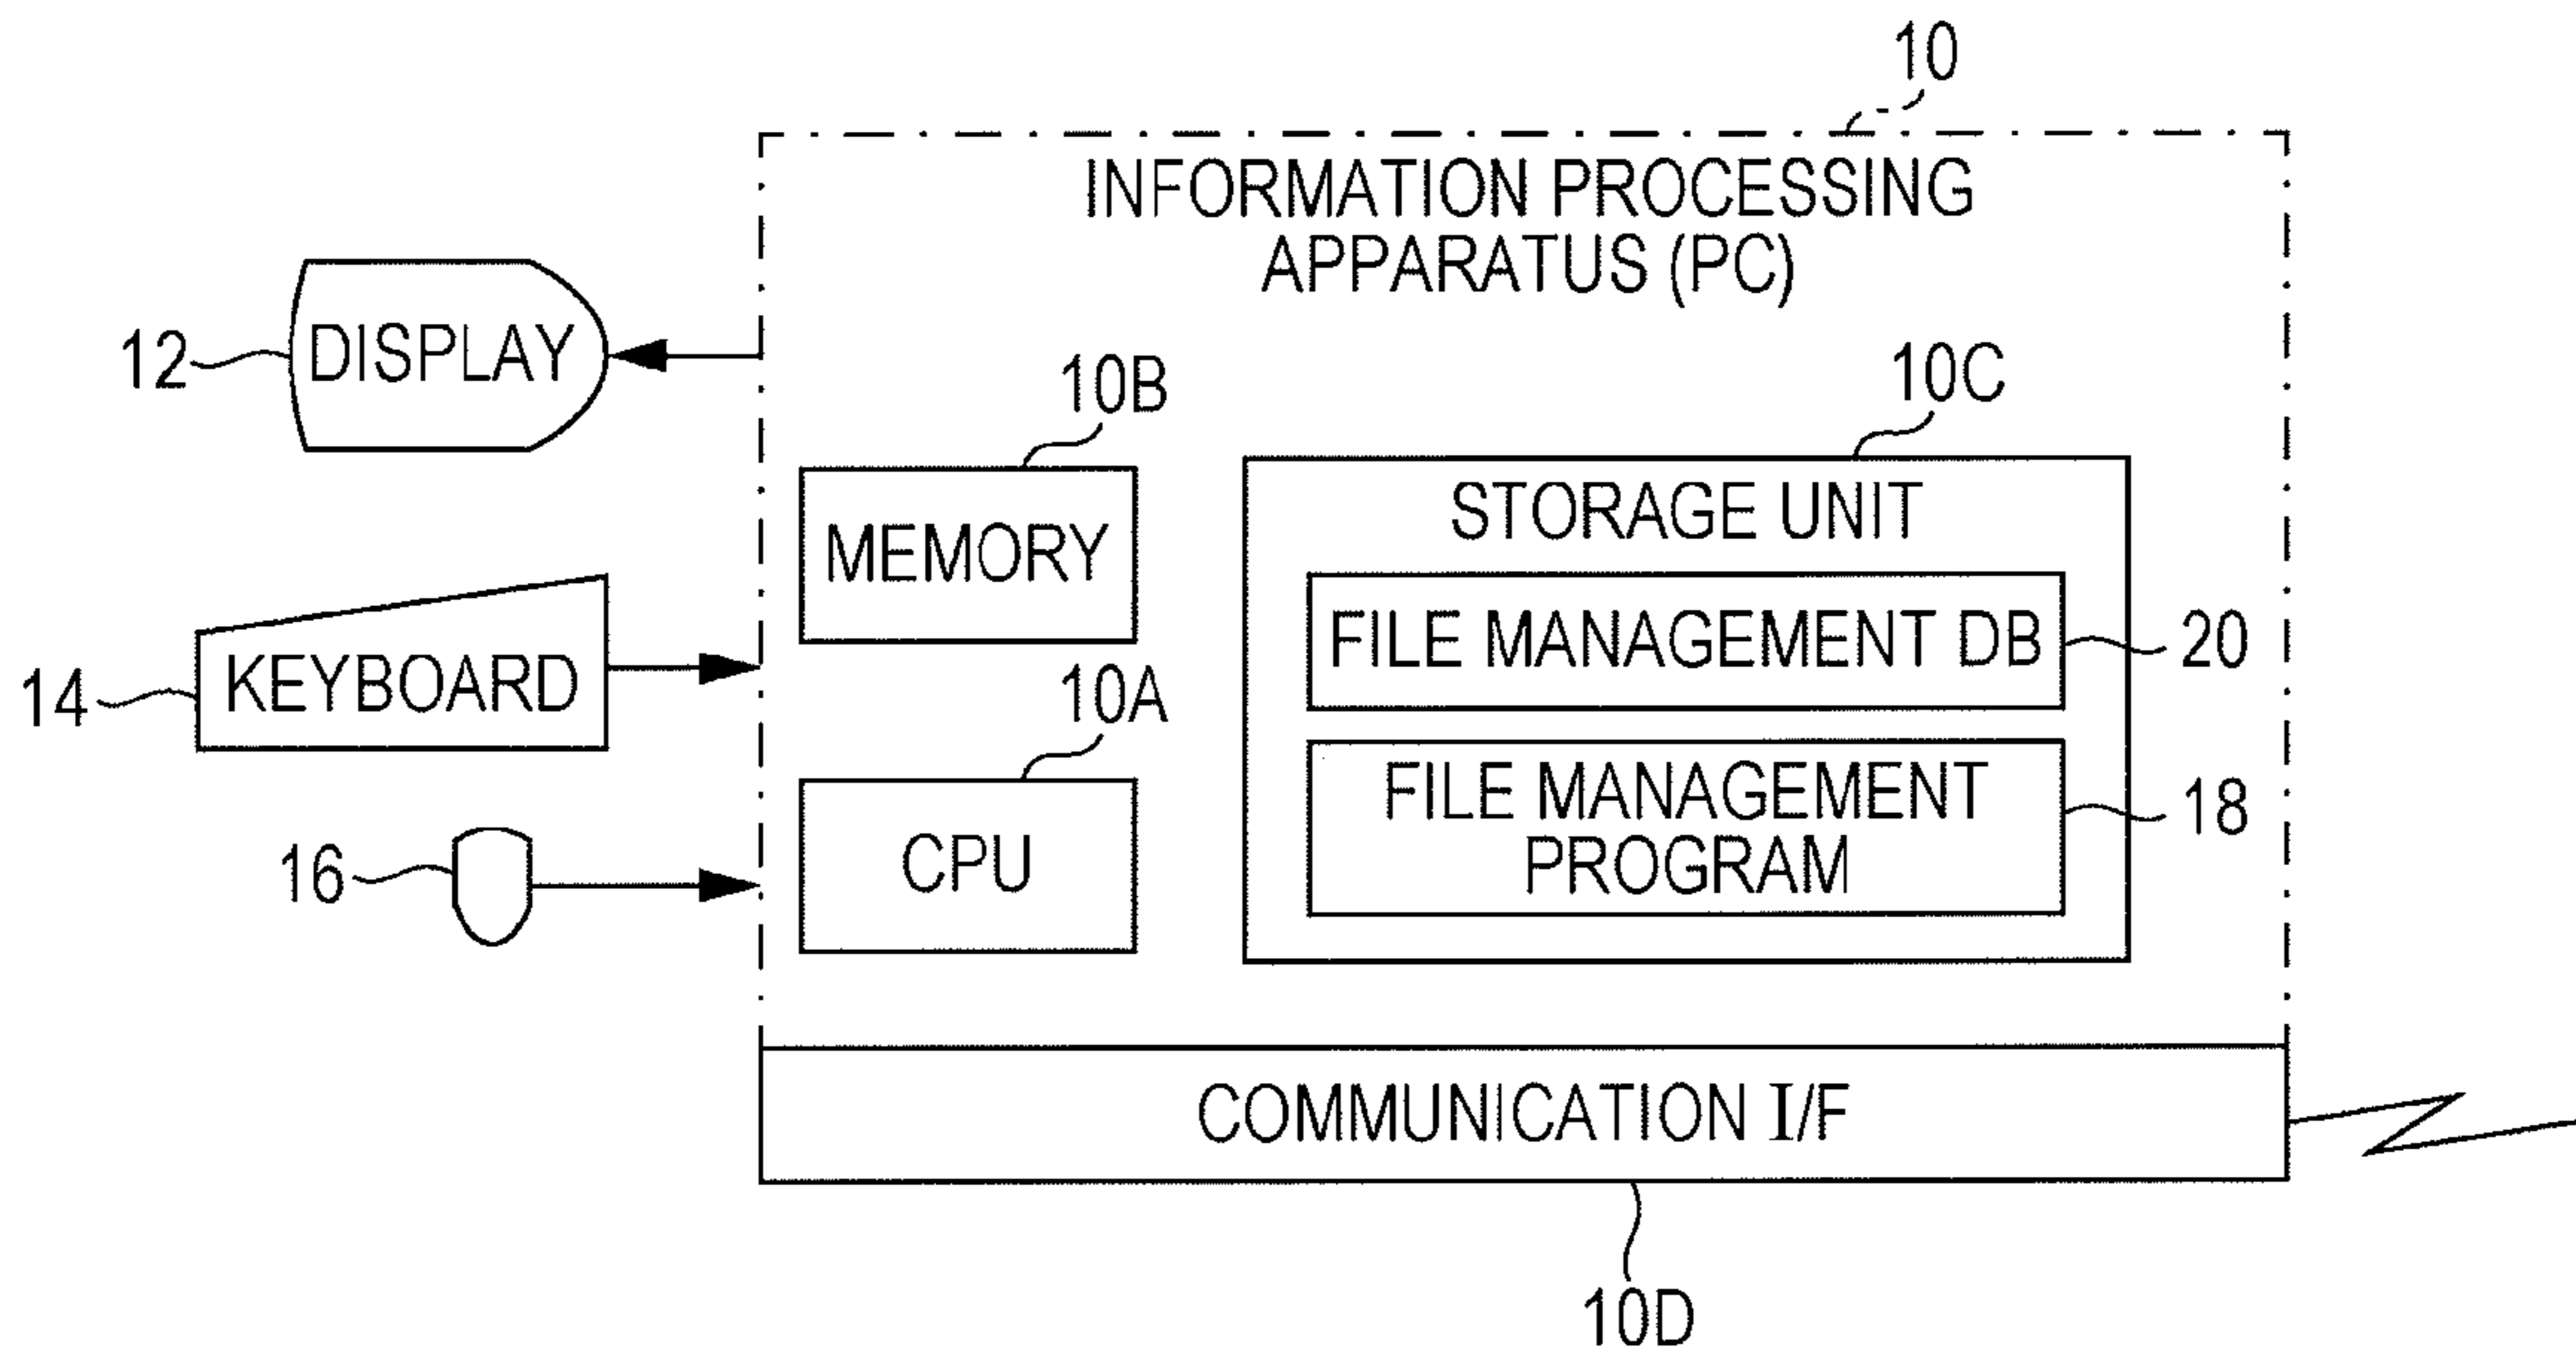 10
INFORMATION PROCESSING
APPARATUS (PC)
12
DISPLAY
10B
10C
MEMORY
STORAGE UNIT
FILE MANAGEMENT DB
20
14
KEYBOARD
10A
CPU
FILE MANAGEMENT
PROGRAM
18
16
COMMUNICATION I/F
10D